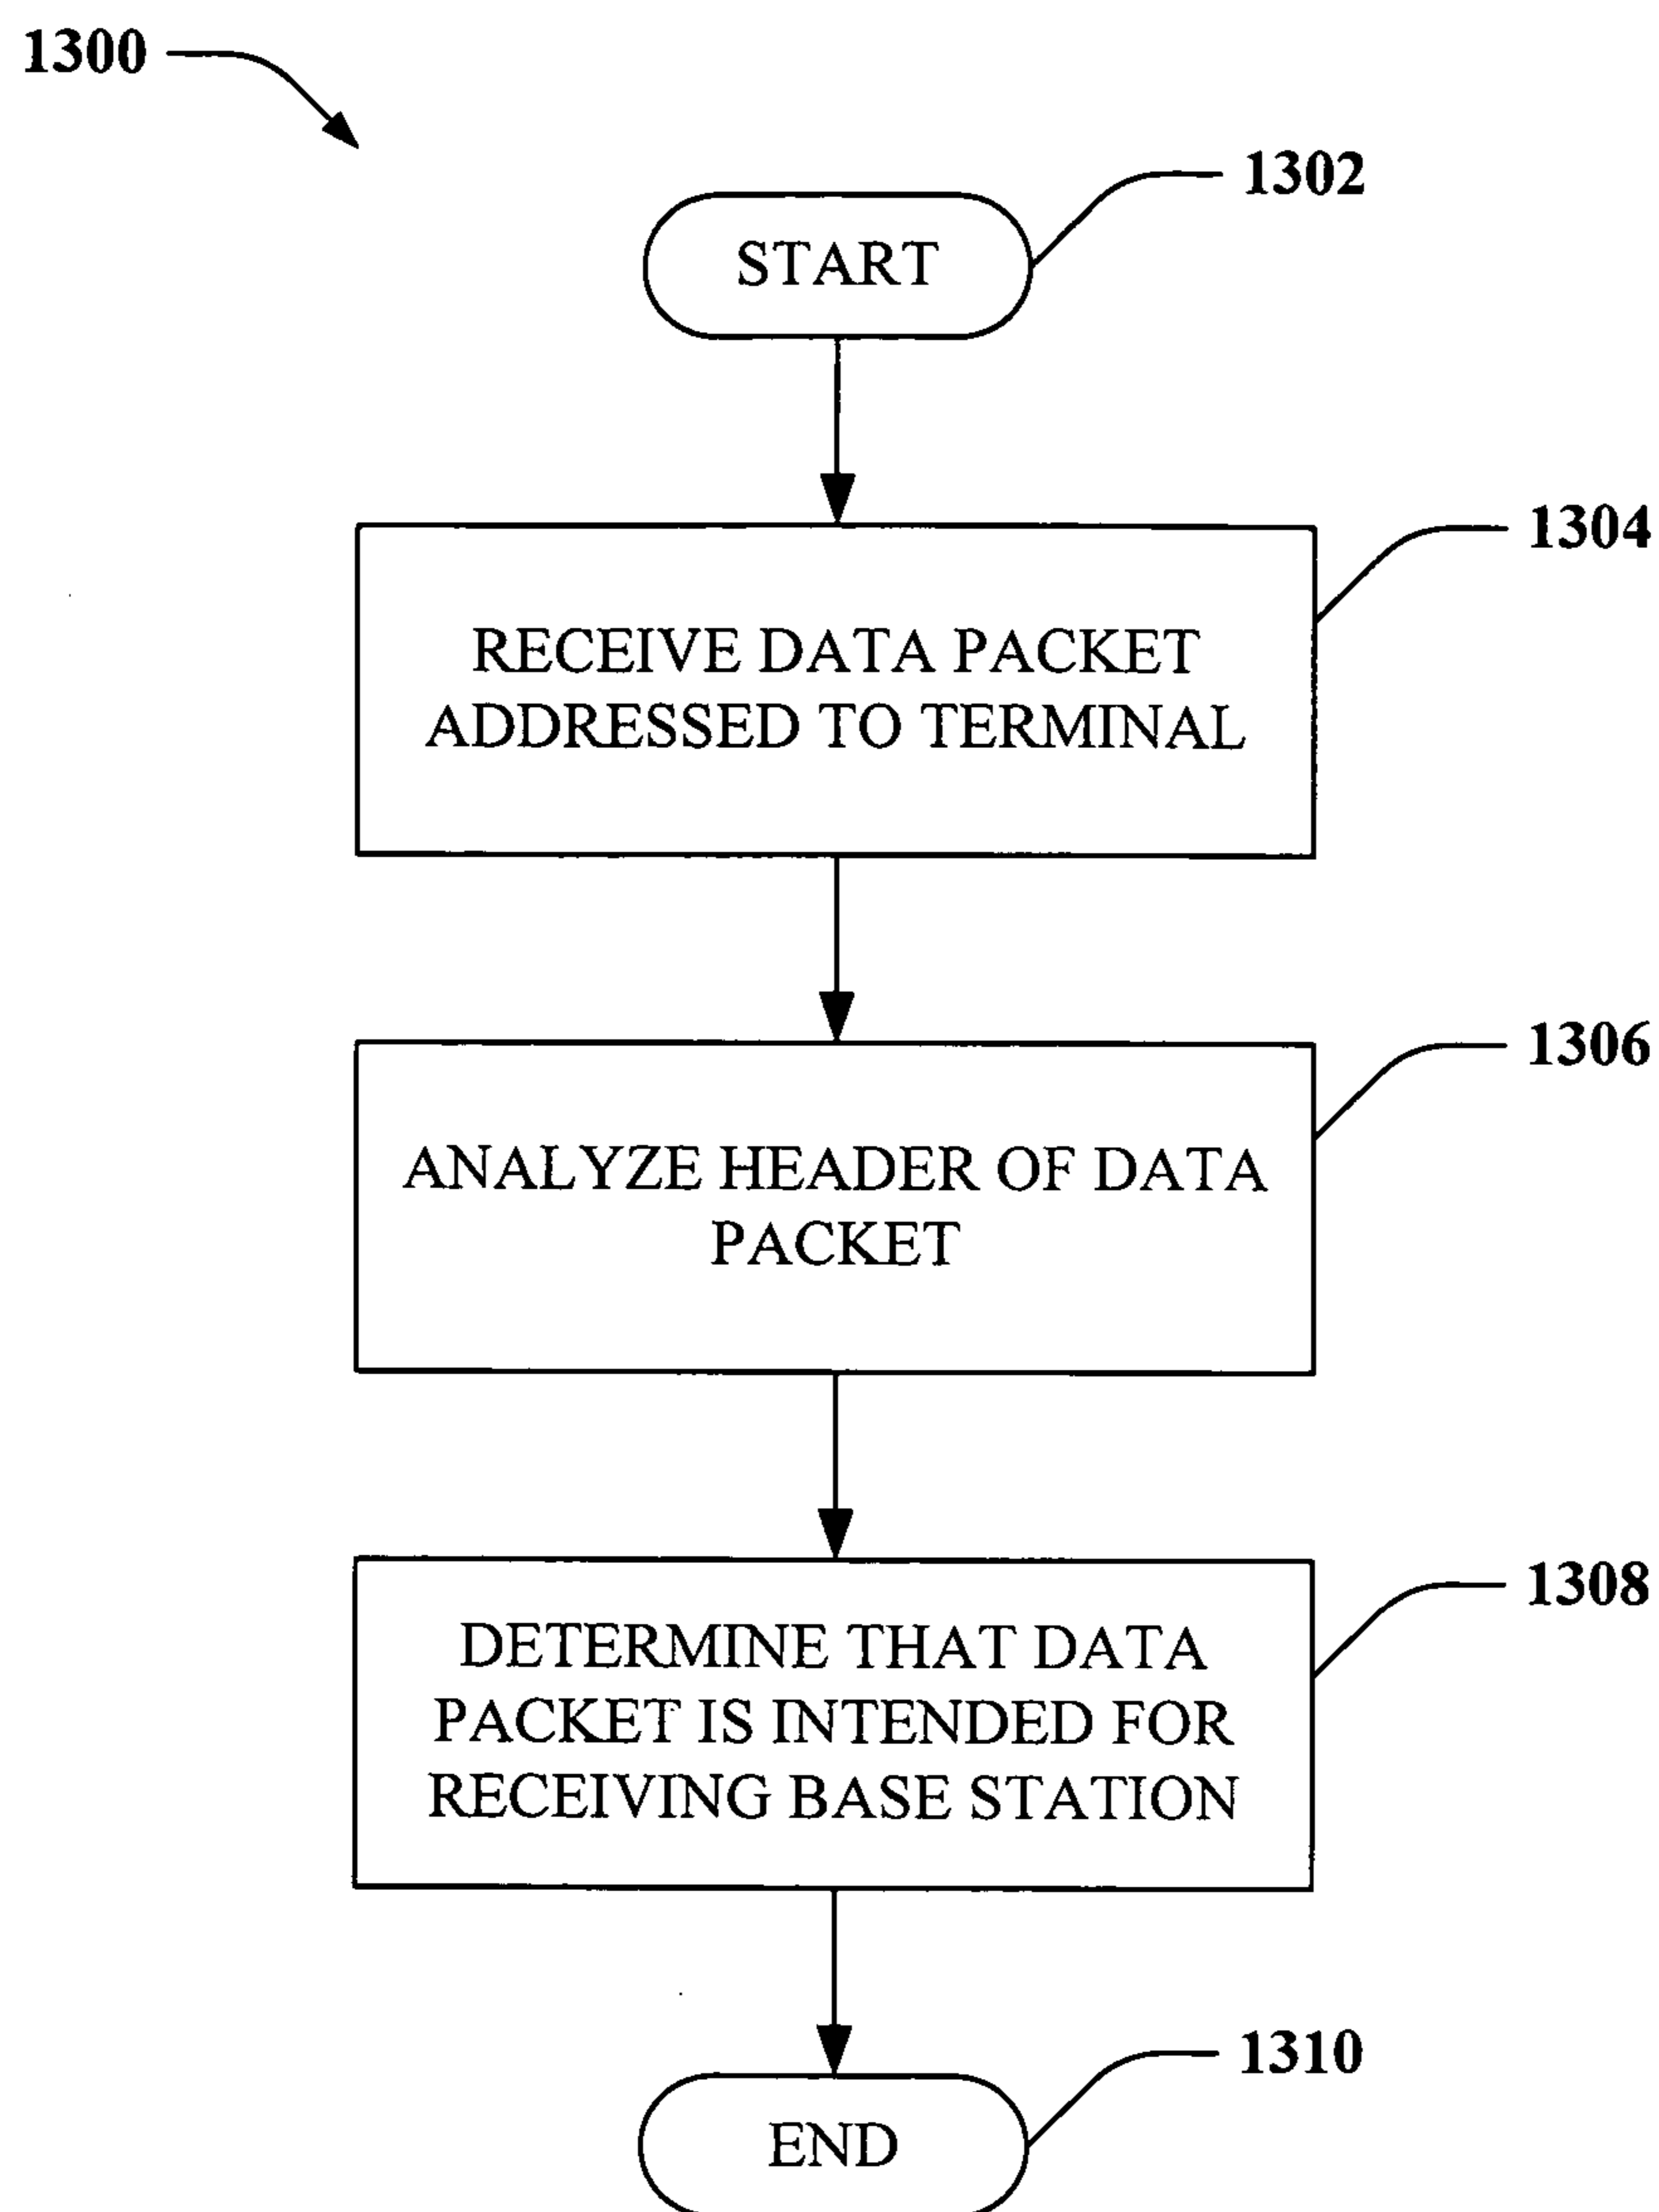 1300
1302
START
1304
RECEIVE DATA PACKET
ADDRESSED TO TERMINAL
1306
ANALYZE HEADER OF DATA
PACKET
1308
DETERMINE THAT DATA
PACKET IS INTENDED FOR
RECEIVING BASE STATION
1310
END